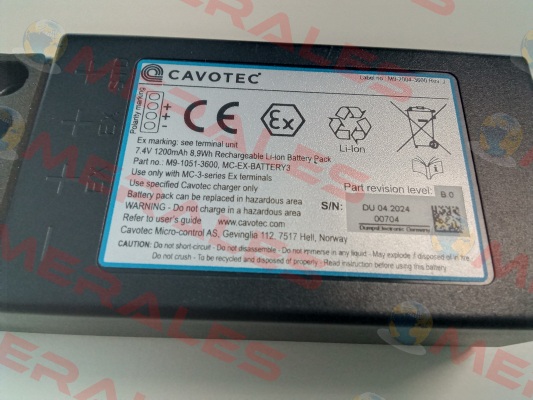 CAVOTEC
Label no.: M9-2004-3600 Rev. J
Polarity marking
+
+
-
CE
Ex
Li-Ion
Ex marking: see terminal unit
7.4V 1200mAh 8,9Wh Rechargeable Li-Ion Battery Pack
Part no.: M9-1051-3600, MC-EX-BATTERY3
Use only with MC-3-series Ex terminals
Use specified Cavotec charger only
Battery pack can be replaced in hazardous area
WARNING - Do not charge in hazardous area
Refer to user's guide www.cavotec.com
Cavotec Micro-control AS, Gevinglia 112, 7517 Hell, Norway
Part revision level: B.0
S/N: DU 04.2024
00704
CAUTION: Do not short-circuit - Do not disassemble - Do not immerse in any liquid - May explode if disposed of in fire
Do not crush - To be recycled and disposed of properly - Read instruction before using this battery
EX
MERALES
MERALES
MERALES